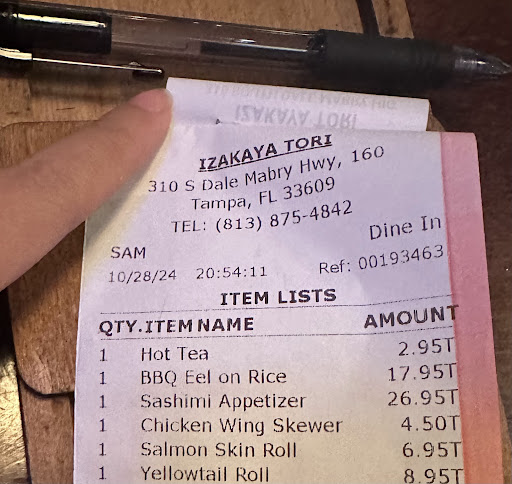 IZAKAYA TORI
IZAKAYA TORI
310 S Dale Mabry Hwy, 160
Tampa, FL 33609
TEL: (813) 875-4842
Dine In
SAM
10/28/24 20:54:11 Ref: 00193463
ITEM LISTS
QTY. ITEM NAME AMOUNT
1 Hot Tea 2.95T
1 BBQ Eel on Rice 17.95T
1 Sashimi Appetizer 26.95T
1 Chicken Wing Skewer 4.50T
1 Salmon Skin Roll 6.95T
1 Yellowtail Roll 8.95T